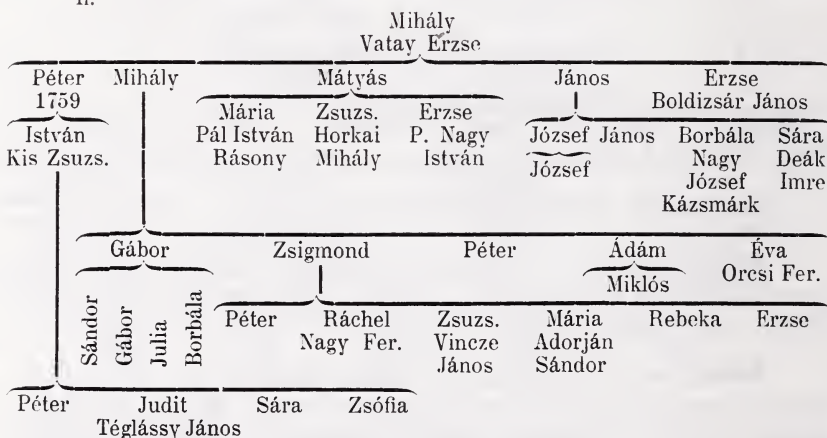 II.
Mihály
Vatay Erzse
Péter Mihály Mátyás János Erzse
1759 Boldizsár János
Mária Zsuzs. Erzse
István Pál István Horkai P. Nagy József János Borbála Sára
Kis Zsuzs. Rásony Mihály István József Nagy Deák
József Imre
Kázsmárk
Gábor Zsigmond Péter Ádám Éva
Miklós Orcsi Fer.
Sándor Gábor Julia Borbála
Péter Ráchel Zsuzs. Mária Rebeka Erzse
Nagy Fer. Vincze Adorján
János Sándor
Péter Judit Sára Zsófia
Téglássy János